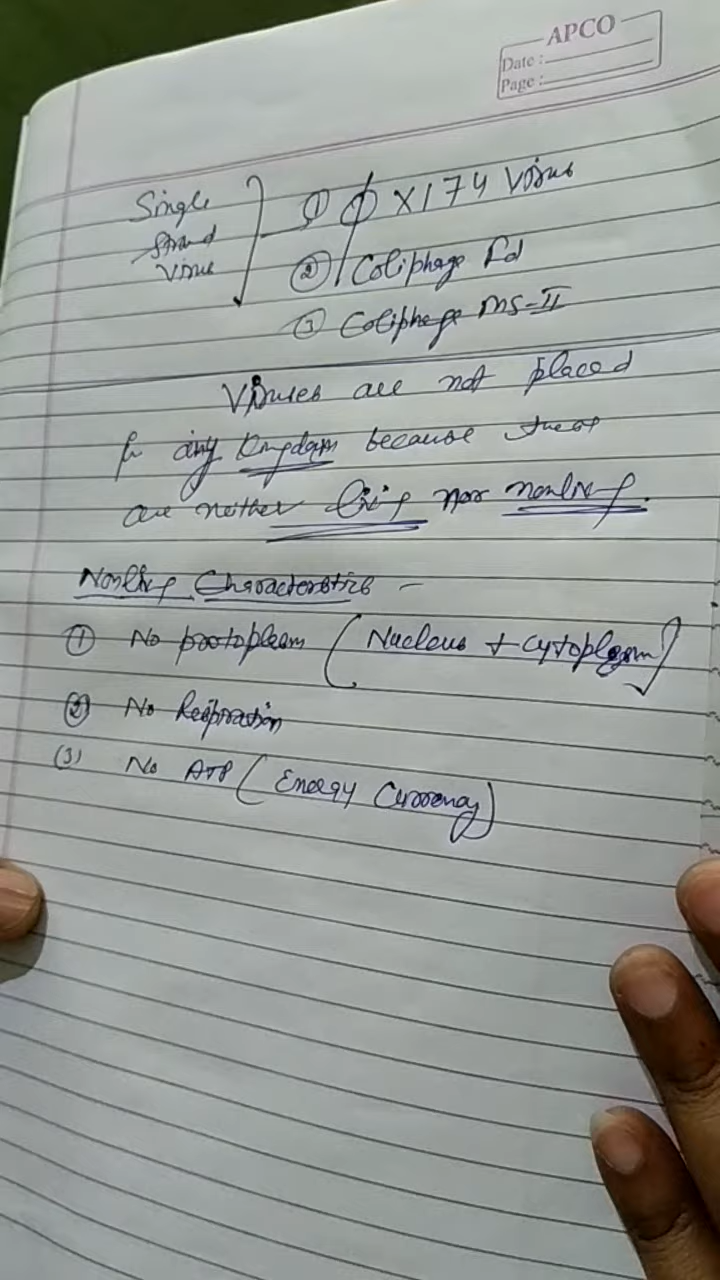 APCO
Date :
Page :
Single
Strand
Virus
① ϕ X174 Virus
② Coliphage Fd
③ Coliphage MS-II
Viruses are not placed
in any Kingdom because these
are neither living nor nonliving.
Nonliving Characteristics –
① No protoplasm (Nucleus + Cytoplasm)
② No Respiration
(3) No ATP (Energy Currency)